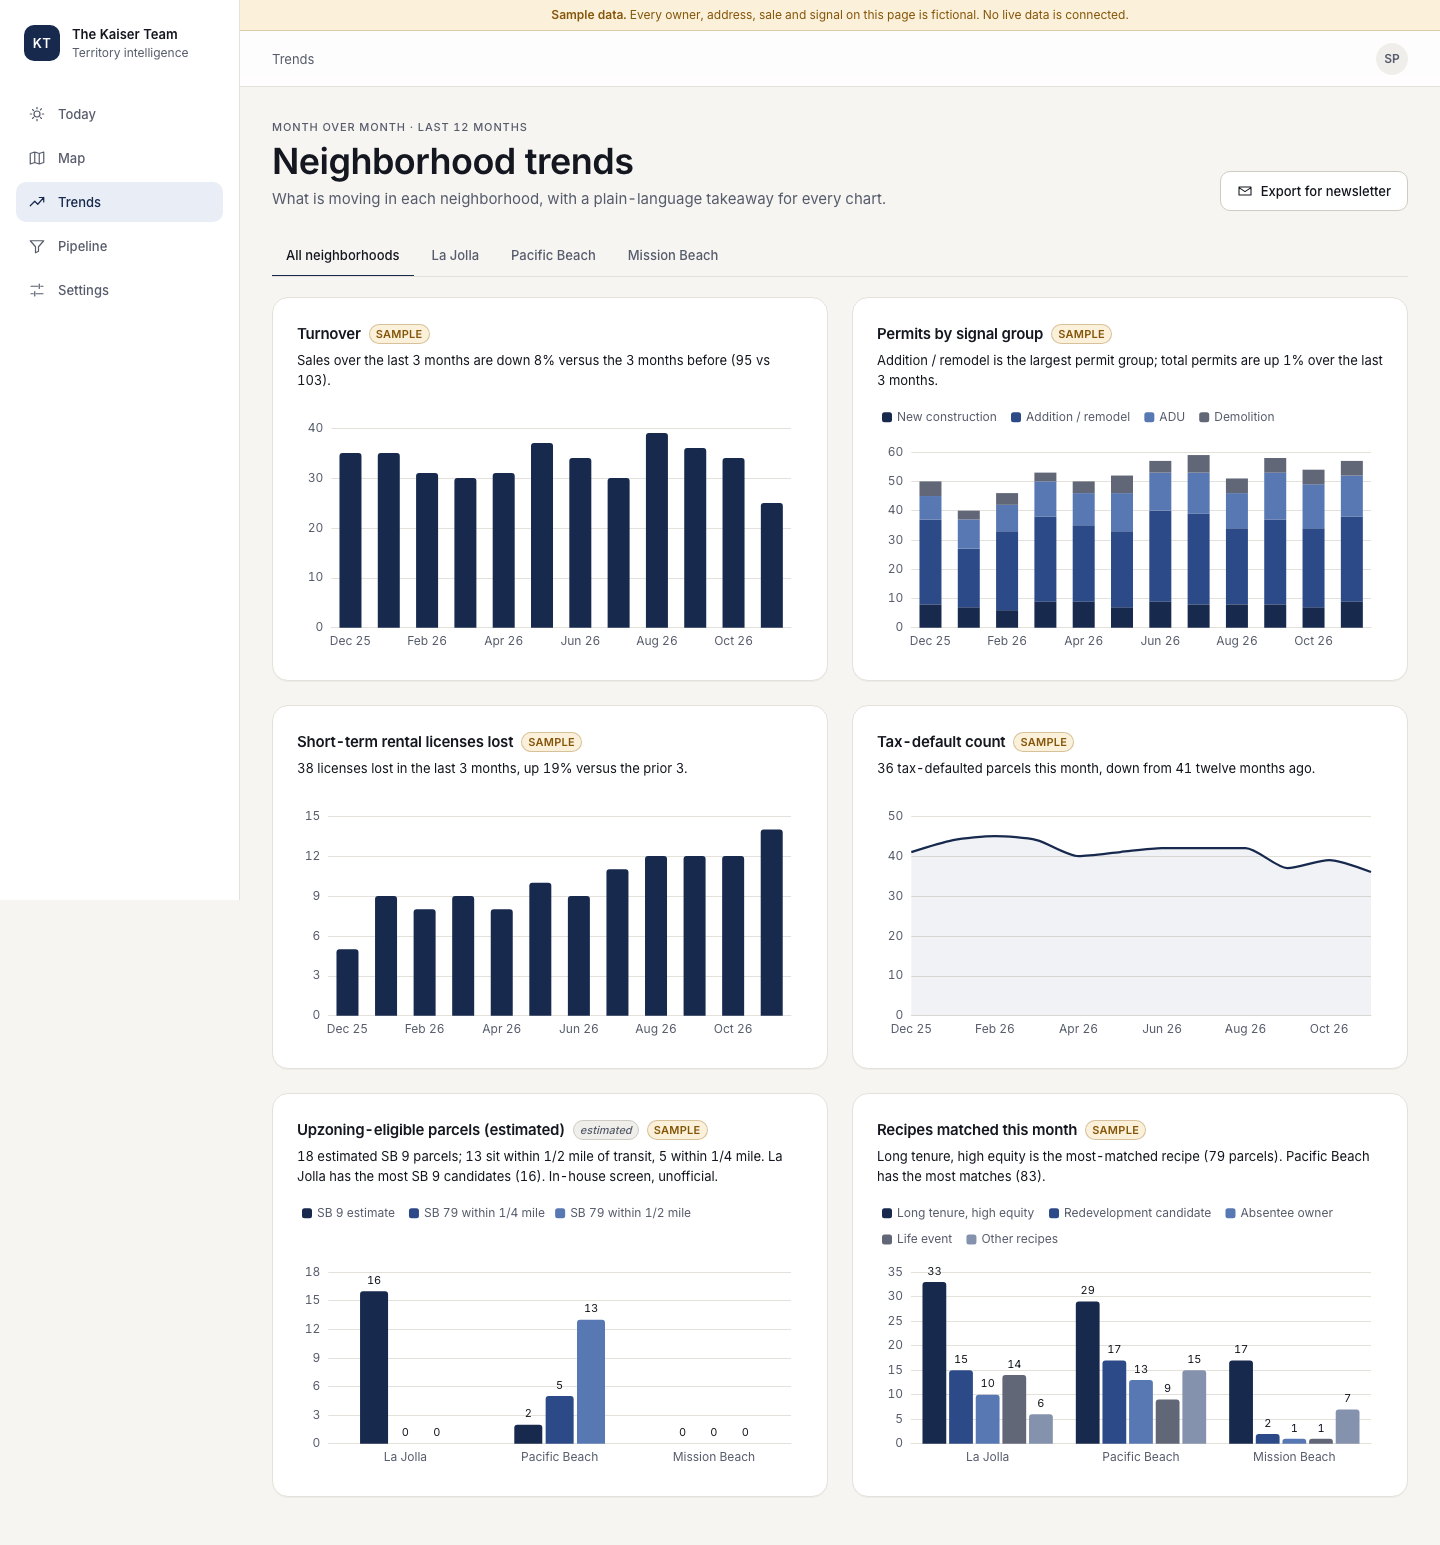 KT
The Kaiser Team
Territory intelligence
Today
Map
Trends
Pipeline
Settings
Sample data. Every owner, address, sale and signal on this page is fictional. No live data is connected.
Trends
SP
MONTH OVER MONTH · LAST 12 MONTHS
Neighborhood trends
What is moving in each neighborhood, with a plain-language takeaway for every chart.
Export for newsletter
All neighborhoods La Jolla Pacific Beach Mission Beach
Turnover SAMPLE
Sales over the last 3 months are down 8% versus the 3 months before (95 vs
103).
40
30
20
10
0
Dec 25 Feb 26 Apr 26 Jun 26 Aug 26 Oct 26
Permits by signal group SAMPLE
Addition / remodel is the largest permit group; total permits are up 1% over the last
3 months.
New construction Addition / remodel ADU Demolition
60
50
40
30
20
10
0
Dec 25 Feb 26 Apr 26 Jun 26 Aug 26 Oct 26
Short-term rental licenses lost SAMPLE
38 licenses lost in the last 3 months, up 19% versus the prior 3.
15
12
9
6
3
0
Dec 25 Feb 26 Apr 26 Jun 26 Aug 26 Oct 26
Tax-default count SAMPLE
36 tax-defaulted parcels this month, down from 41 twelve months ago.
50
40
30
20
10
0
Dec 25 Feb 26 Apr 26 Jun 26 Aug 26 Oct 26
Upzoning-eligible parcels (estimated) estimated SAMPLE
18 estimated SB 9 parcels; 13 sit within 1/2 mile of transit, 5 within 1/4 mile. La
Jolla has the most SB 9 candidates (16). In-house screen, unofficial.
SB 9 estimate SB 79 within 1/4 mile SB 79 within 1/2 mile
18
15
12
9
6
3
0
16 0 0
2 5 13
0 0 0
La Jolla Pacific Beach Mission Beach
Recipes matched this month SAMPLE
Long tenure, high equity is the most-matched recipe (79 parcels). Pacific Beach
has the most matches (83).
Long tenure, high equity Redevelopment candidate Absentee owner
Life event Other recipes
35
30
25
20
15
10
5
0
33 15 10 14 6
29 17 13 9 15
17 2 1 1 7
La Jolla Pacific Beach Mission Beach